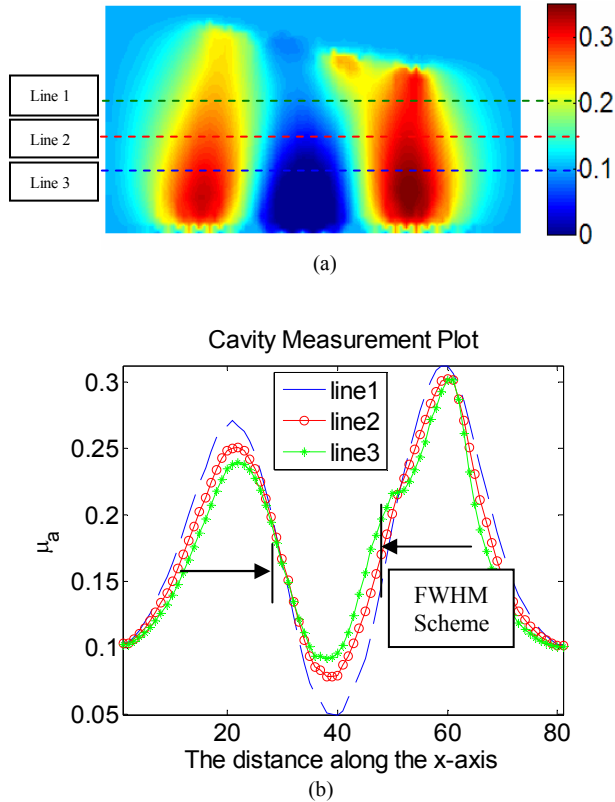 0.3
Line 1
0.2
Line 2
0.1
Line 3
0
(a)
Cavity Measurement Plot
0.3
line1
line2
0.25
line3
μa
0.2
0.15
FWHM
Scheme
0.1
0.05
20 40 60 80
The distance along the x-axis
(b)